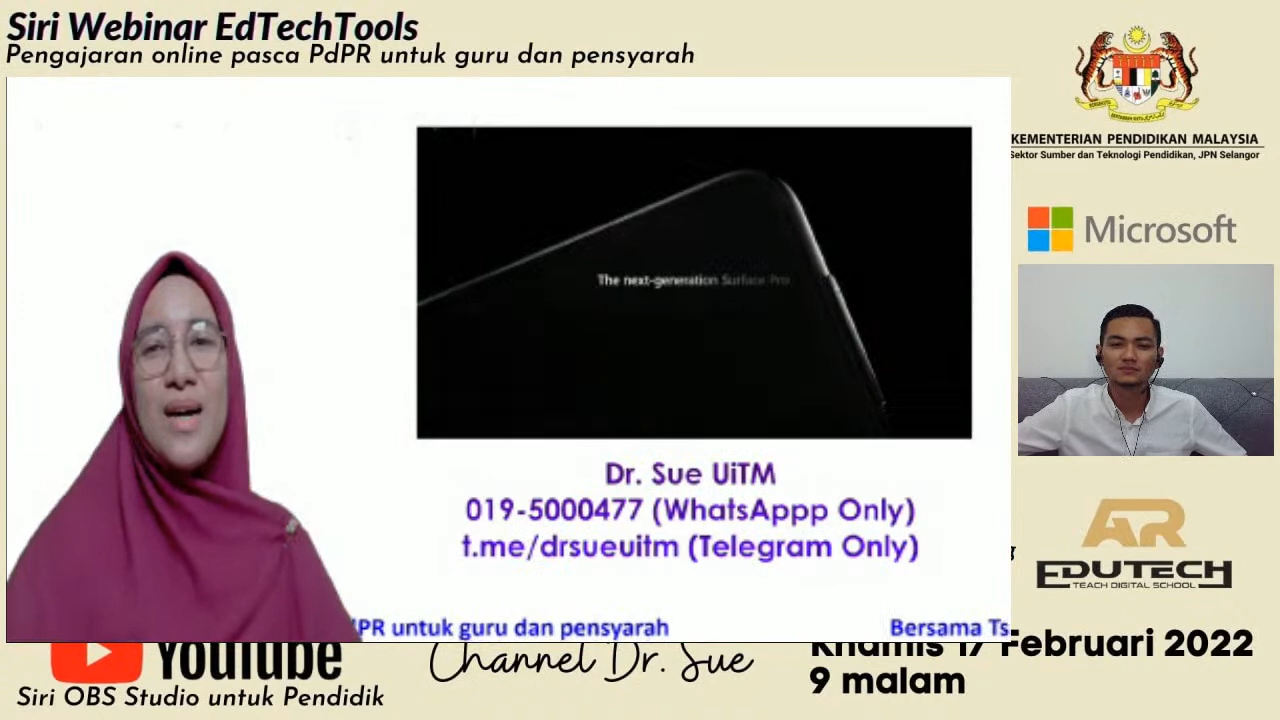 Siri Webinar EdTechTools
Pengajaran online pasca PdPR untuk guru dan pensyarah
KEMENTERIAN PENDIDIKAN MALAYSIA
Sektor Sumber dan Teknologi Pendidikan, JPN Selangor
Microsoft
The next-generation Surface Pro
Dr. Sue UiTM
019-5000477 (WhatsAppp Only)
t.me/drsueuitm (Telegram Only)
AR
EDUTECH
TEACH DIGITAL SCHOOL
PR untuk guru dan pensyarah
Bersama Ts
YouTube
Channel Dr. Sue
Khamis 17 Februari 2022
9 malam
Siri OBS Studio untuk Pendidik